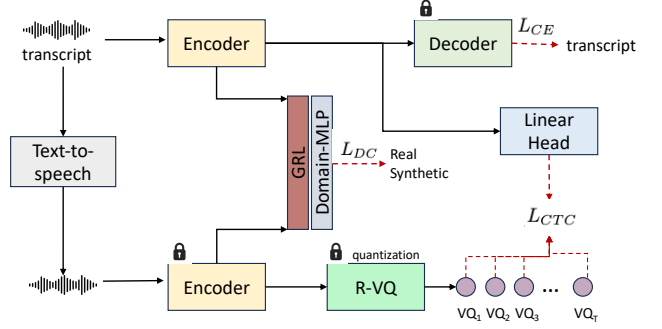 transcript
Encoder
Decoder
L_CE
transcript
Text-to-
speech
GRL
Domain-MLP
L_DC
Real
Synthetic
Linear
Head
L_CTC
Encoder
quantization
R-VQ
VQ₁ VQ₂ VQ₃ ... VQ_T